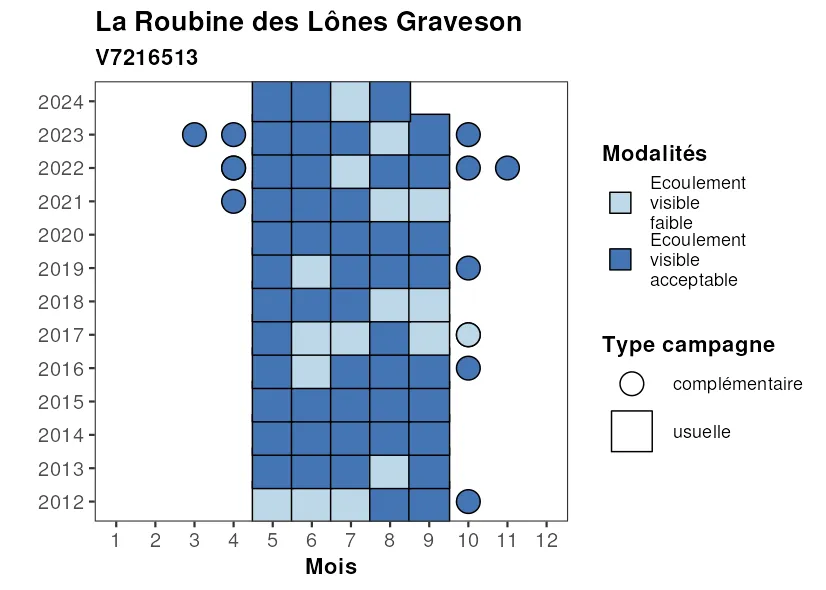 La Roubine des Lônes Graveson
V7216513
2024
2023
2022
2021
2020
2019
2018
2017
2016
2015
2014
2013
2012
1 2 3 4 5 6 7 8 9 10 11 12
Mois
Modalités
Ecoulement
visible
faible
Ecoulement
visible
acceptable
Type campagne
complémentaire
usuelle